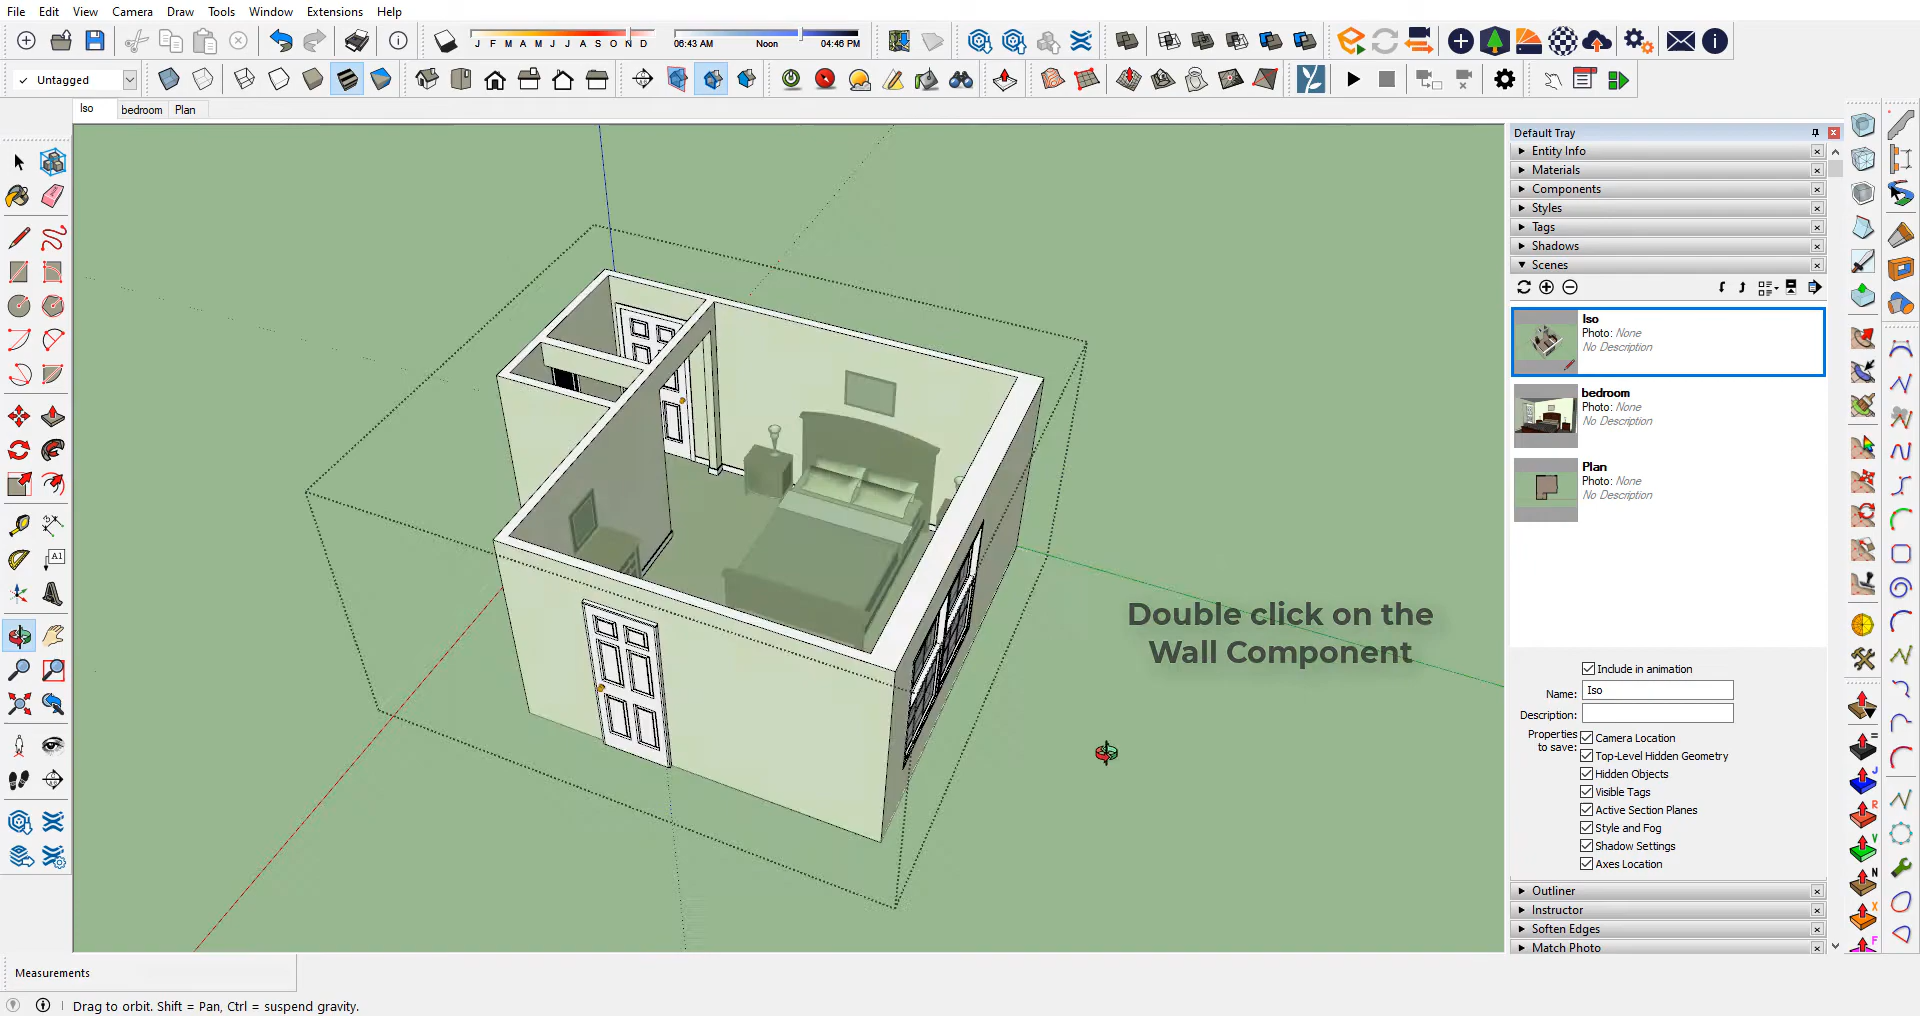 File Edit View Camera Draw Tools Window Extensions Help
J F M A M J J A S O N D 06:43 AM Noon 04:46 PM
Untagged
Iso bedroom Plan
Default Tray
Entity Info
Materials
Components
Styles
Tags
Shadows
Scenes
Iso
Photo: None
No Description
bedroom
Photo: None
No Description
Plan
Photo: None
No Description
Double click on the
Wall Component
Include in animation
Name: Iso
Description:
Properties to save:
Camera Location
Top-Level Hidden Geometry
Hidden Objects
Visible Tags
Active Section Planes
Style and Fog
Shadow Settings
Axes Location
Outliner
Instructor
Soften Edges
Match Photo
Measurements
Drag to orbit. Shift = Pan, Ctrl = suspend gravity.